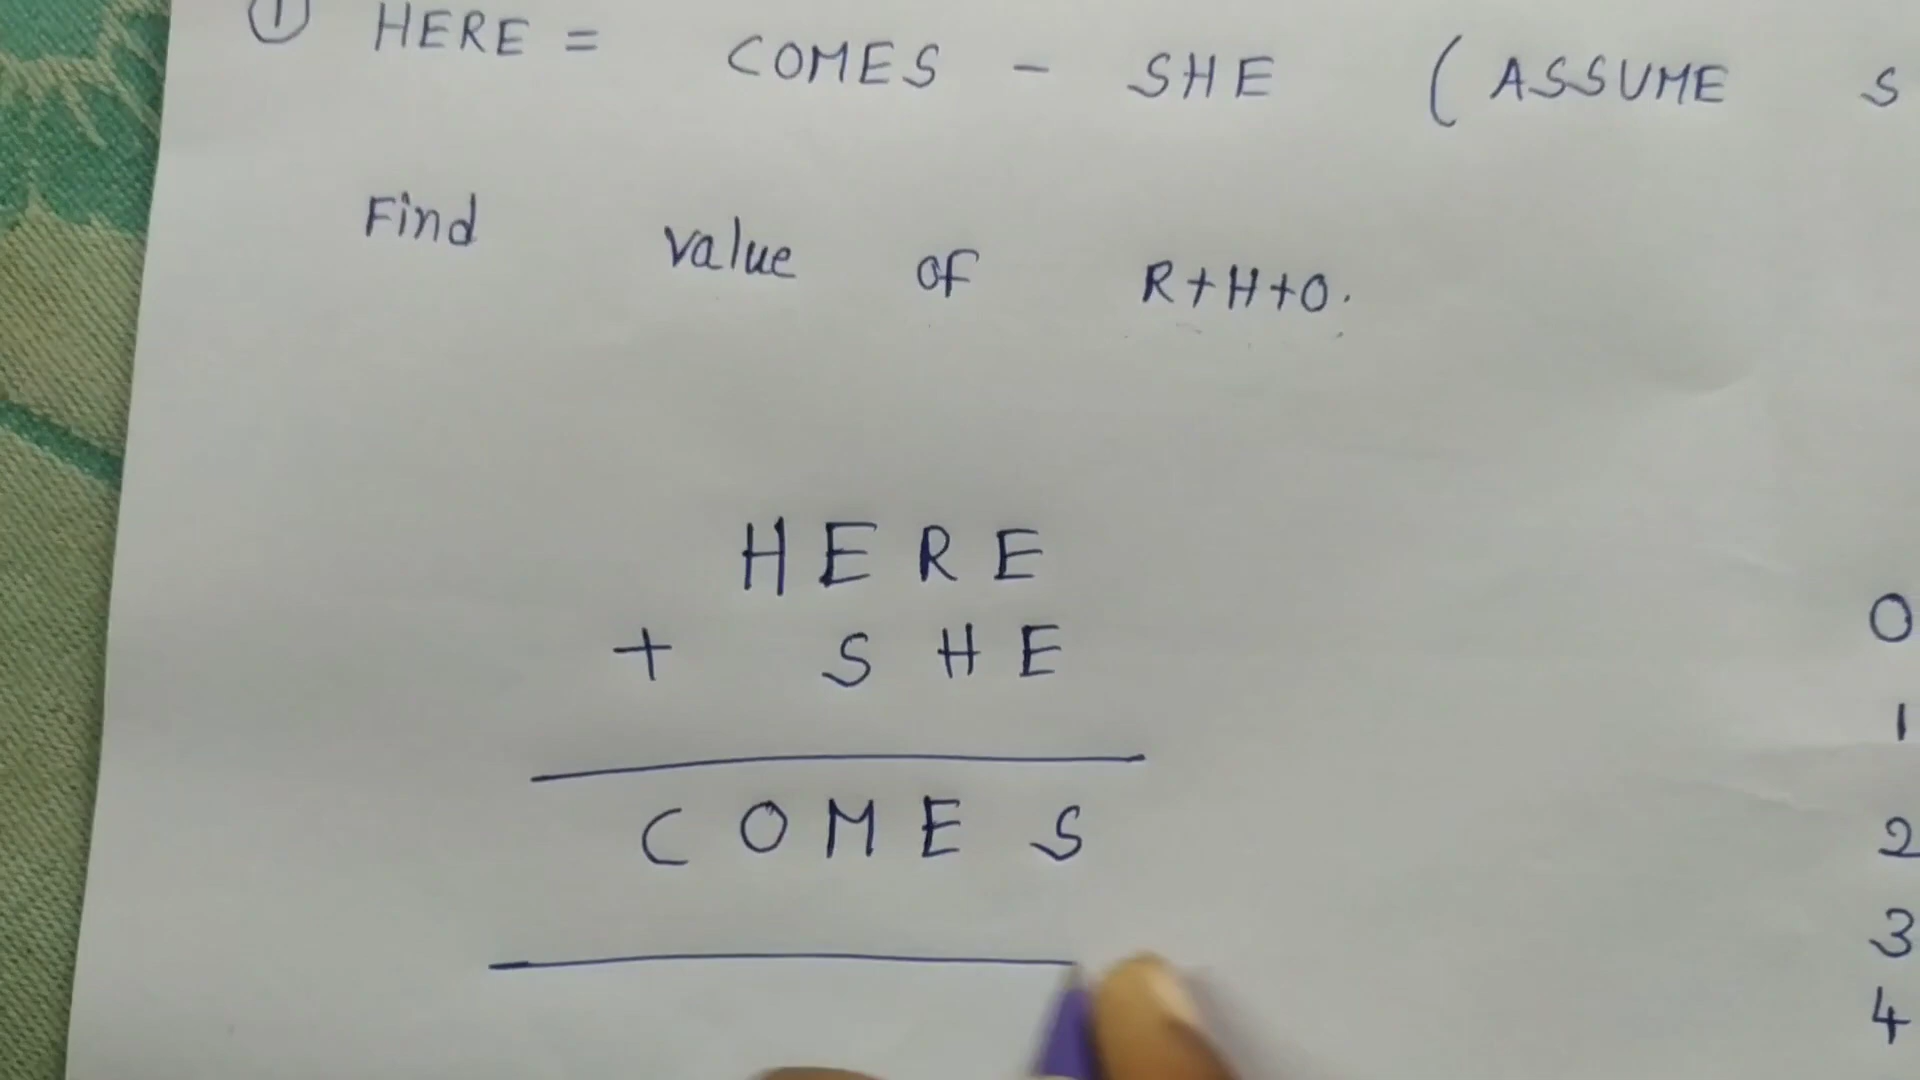 ① HERE = COMES - SHE (ASSUME S
Find value of R+H+O.
HERE
+ SHE
COMES
0
1
2
3
4